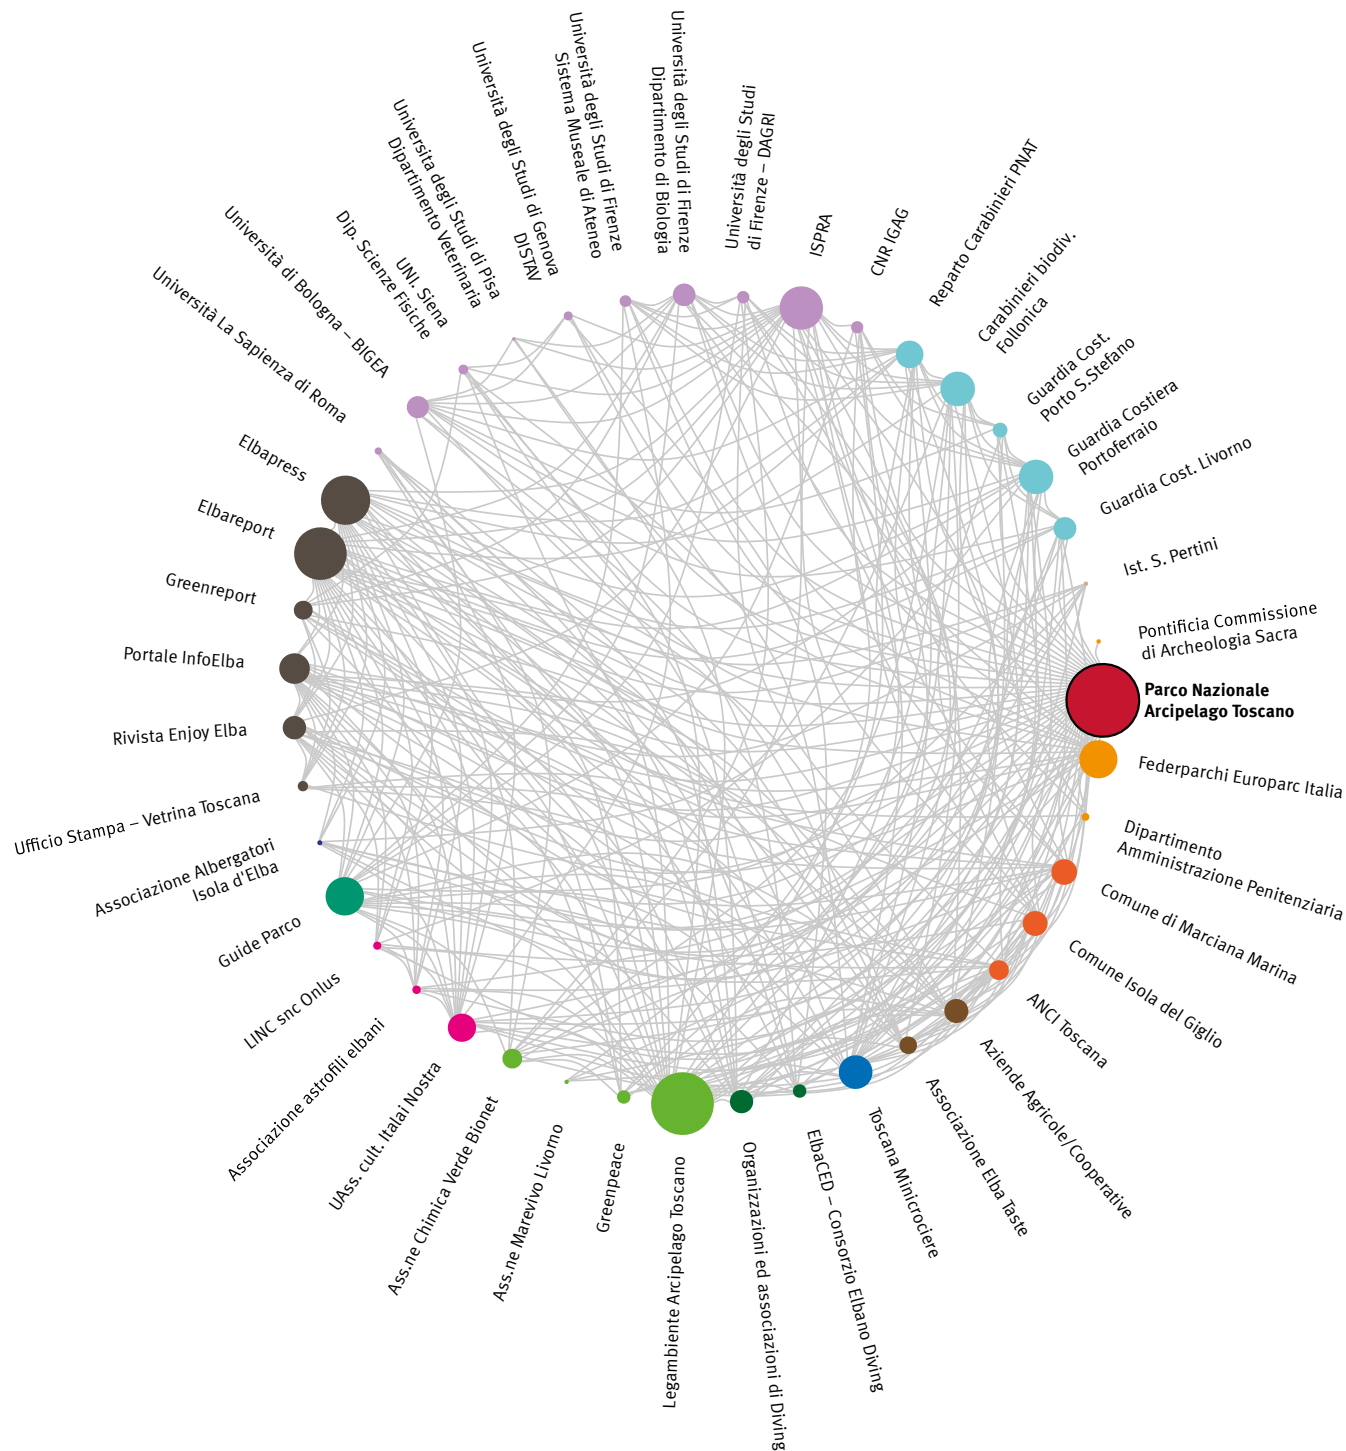 Università degli Studi di Firenze
Dipartimento di Biologia
Università degli Studi
di Firenze – DAGRI
ISPRA
CNR IGAG
Reparto Carabinieri PNAT
Carabinieri biodiv.
Follonica
Guardia Cost.
Porto S.Stefano
Guardia Costiera
Portoferraio
Guardia Cost. Livorno
Ist. S. Pertini
Pontificia Commissione
di Archeologia Sacra
Parco Nazionale
Arcipelago Toscano
Federparchi Europarc Italia
Dipartimento
Amministrazione Penitenziaria
Comune di Marciana Marina
Comune Isola del Giglio
ANCI Toscana
Aziende Agricole/Cooperative
Associazione Elba Taste
Toscana Minicrociere
ElbaCED – Consorzio Elbano Diving
Organizzazioni ed associazioni di Diving
Legambiente Arcipelago Toscano
Greenpeace
Ass.ne Marevivo Livorno
Ass.ne Chimica Verde Bionet
UAss. cult. Italai Nostra
Associazione astrofili elbani
LINC snc Onlus
Guide Parco
Associazione Albergatori
Isola d'Elba
Ufficio Stampa – Vetrina Toscana
Rivista Enjoy Elba
Portale InfoElba
Greenreport
Elbareport
Elbapress
Università La Sapienza di Roma
Università di Bologna – BIGEA
UNI. Siena
Dip. Scienze Fisiche
Universita degli Studi di Pisa
Dipartimento Veterinaria
Università degli Studi di Genova
DISTAV
Università degli Studi di Firenze
Sistema Museale di Ateneo